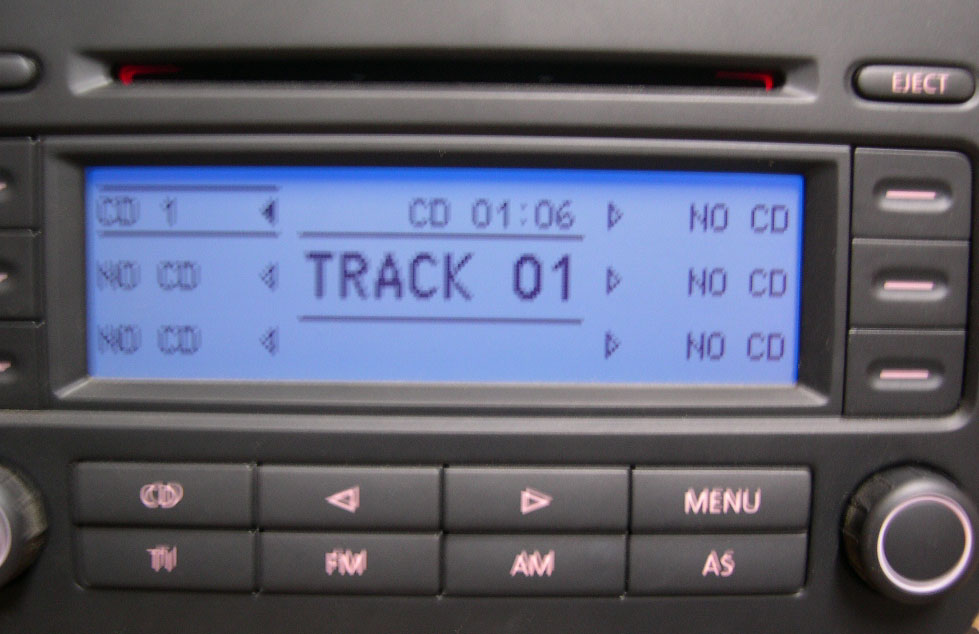 EJECT
CD 1 CD 01:06 NO CD
NO CD TRACK 01 NO CD
NO CD NO CD
CD MENU
TI FM AM AS